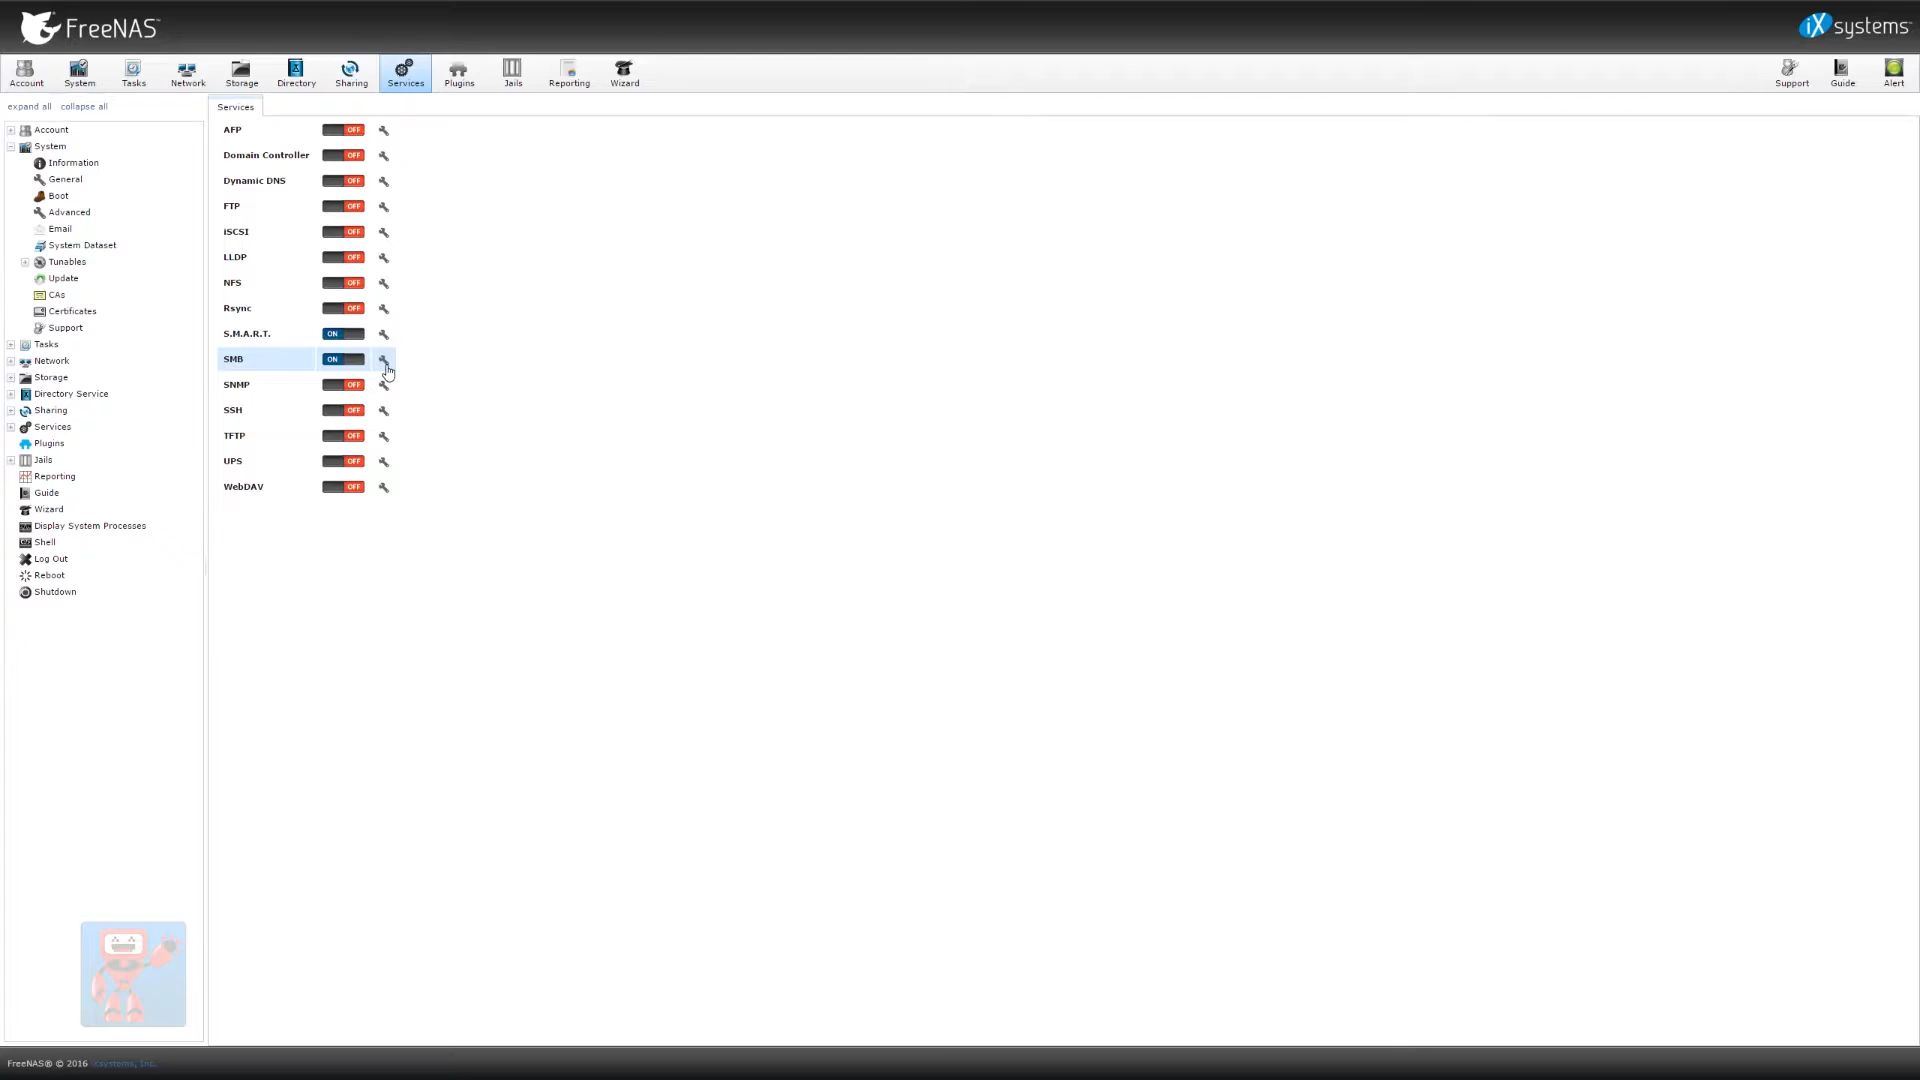 FreeNAS
iXsystems
Account
System
Tasks
Network
Storage
Directory
Sharing
Services
Plugins
Jails
Reporting
Wizard
Support
Guide
Alert
expand all collapse all
Account
System
Information
General
Boot
Advanced
Email
System Dataset
Tunables
Update
CAs
Certificates
Support
Tasks
Network
Storage
Directory Service
Sharing
Services
Plugins
Jails
Reporting
Guide
Wizard
Display System Processes
Shell
Log Out
Reboot
Shutdown
Services
AFP OFF
Domain Controller OFF
Dynamic DNS OFF
FTP OFF
iSCSI OFF
LLDP OFF
NFS OFF
Rsync OFF
S.M.A.R.T. ON
SMB ON
SNMP OFF
SSH OFF
TFTP OFF
UPS OFF
WebDAV OFF
FreeNAS® © 2016 iXsystems, Inc.